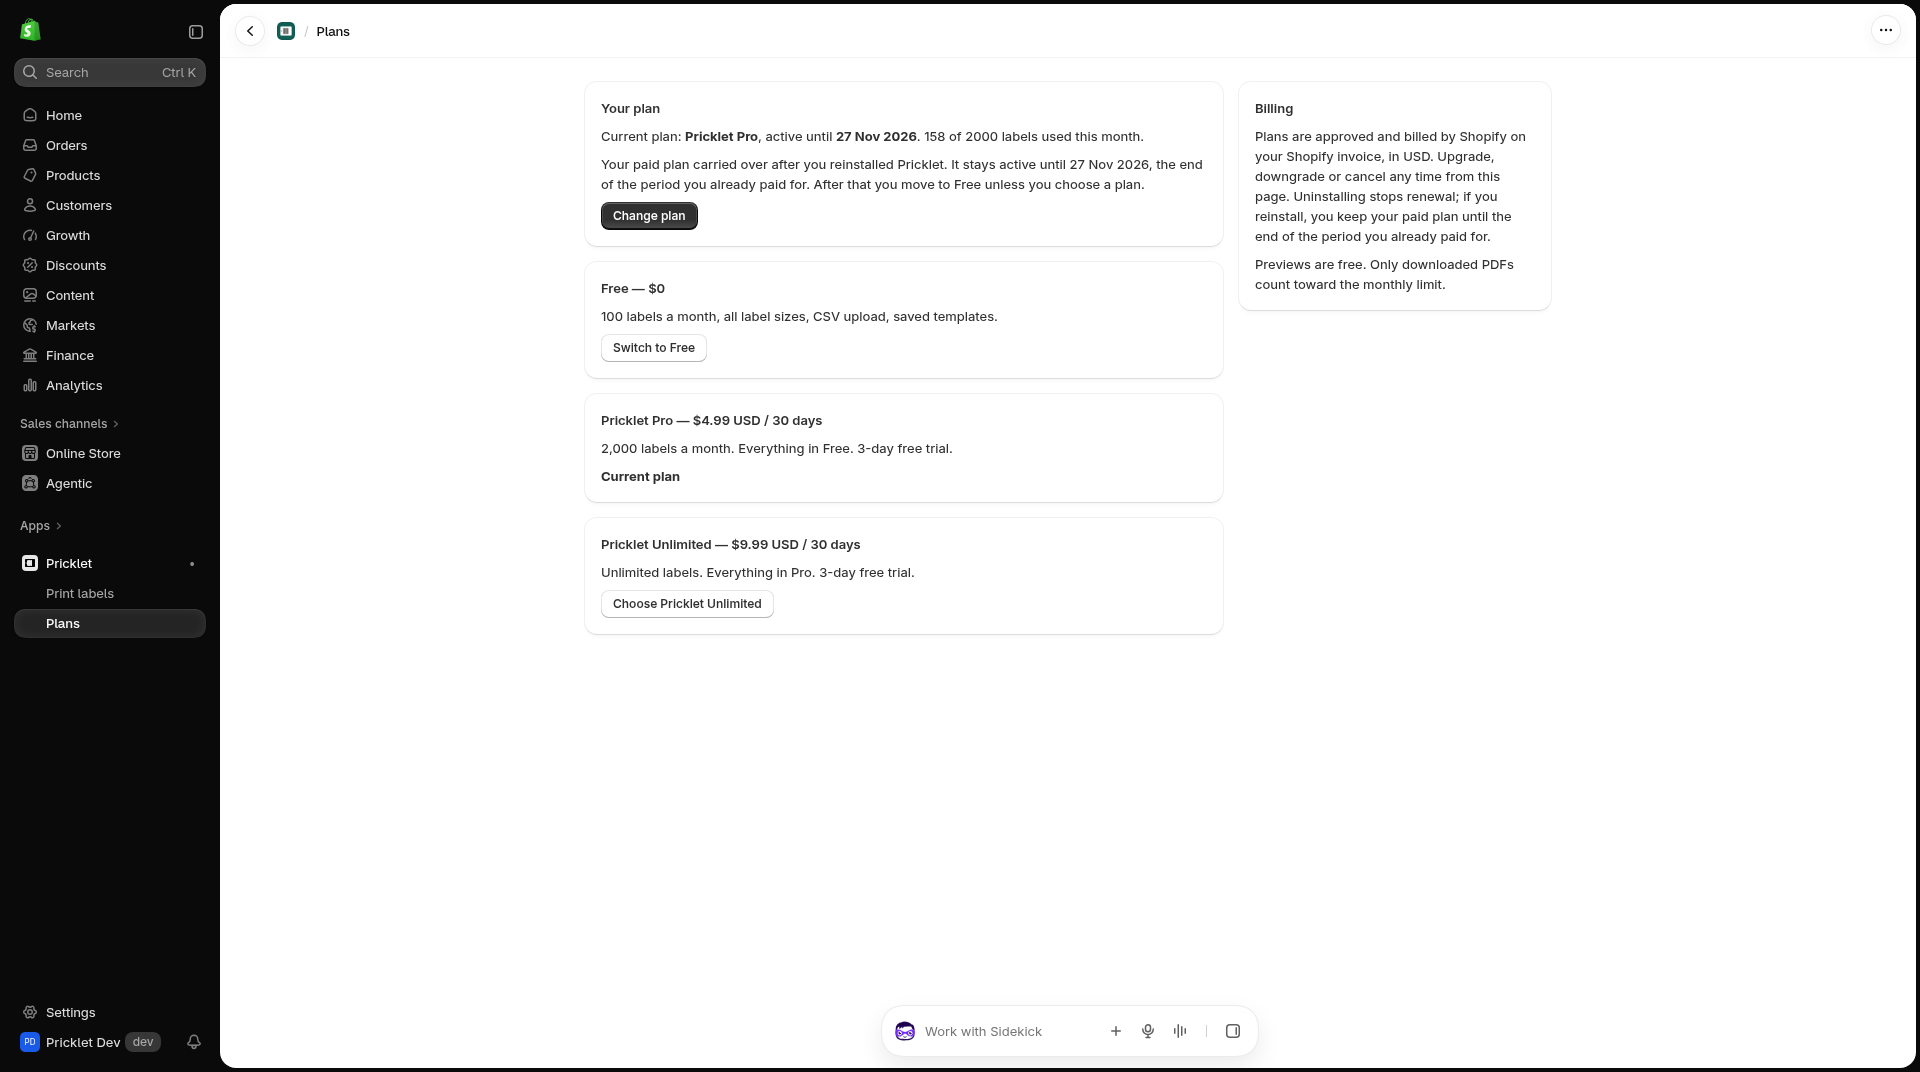 Search
Ctrl K
Home
Orders
Products
Customers
Growth
Discounts
Content
Markets
Finance
Analytics
Sales channels
Online Store
Agentic
Apps
Pricklet
Print labels
Plans
Settings
PD
Pricklet Dev
dev
/ Plans
Your plan
Current plan: Pricklet Pro, active until 27 Nov 2026. 158 of 2000 labels used this month.
Your paid plan carried over after you reinstalled Pricklet. It stays active until 27 Nov 2026, the end
of the period you already paid for. After that you move to Free unless you choose a plan.
Change plan
Free — $0
100 labels a month, all label sizes, CSV upload, saved templates.
Switch to Free
Pricklet Pro — $4.99 USD / 30 days
2,000 labels a month. Everything in Free. 3-day free trial.
Current plan
Pricklet Unlimited — $9.99 USD / 30 days
Unlimited labels. Everything in Pro. 3-day free trial.
Choose Pricklet Unlimited
Billing
Plans are approved and billed by Shopify on
your Shopify invoice, in USD. Upgrade,
downgrade or cancel any time from this
page. Uninstalling stops renewal; if you
reinstall, you keep your paid plan until the
end of the period you already paid for.
Previews are free. Only downloaded PDFs
count toward the monthly limit.
Work with Sidekick